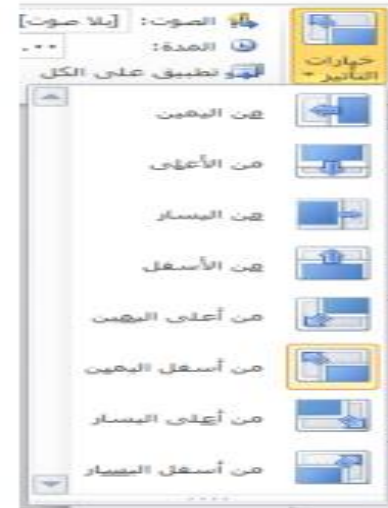 الصوت: [بلا صوت]
المدة: ٠٠.
تطبيق على الكل
خيارات التأثير
من اليمين
من الأعلى
من اليسار
من الأسفل
من أعلى اليمين
من أسفل اليمين
من أعلى اليسار
من أسفل اليسار